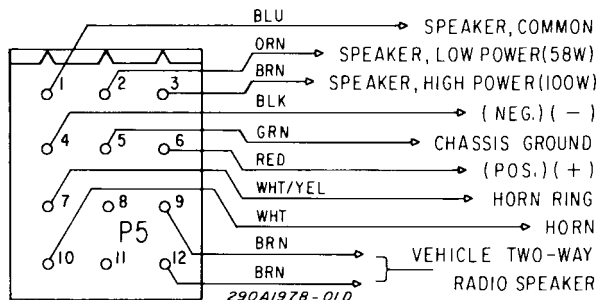 BLU SPEAKER, COMMON
ORN SPEAKER, LOW POWER (58W)
1 2 3 BRN SPEAKER, HIGH POWER (100W)
BLK (NEG.) (-)
4 5 6 GRN CHASSIS GROUND
RED (POS.) (+)
WHT/YEL HORN RING
7 8 9 WHT HORN
P5
BRN VEHICLE TWO-WAY
10 11 12 BRN RADIO SPEAKER
290A1978-01D